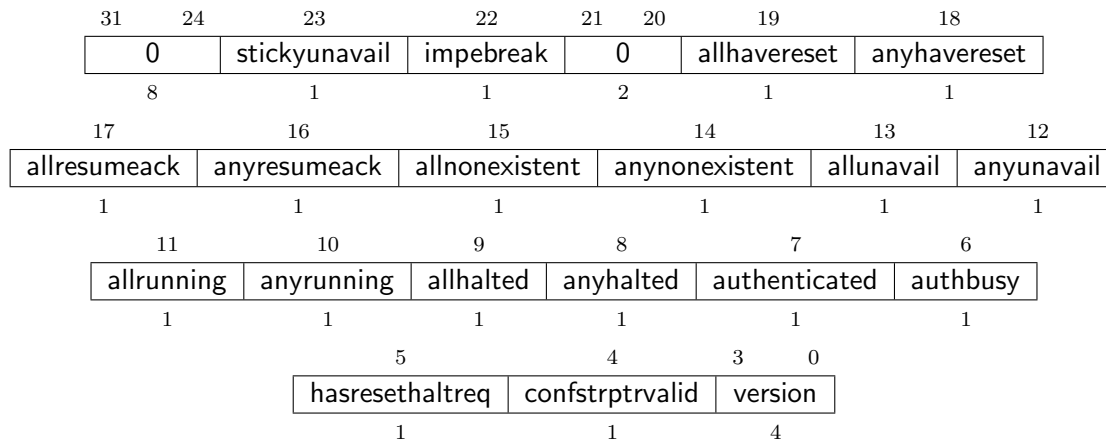 31 24 23 22 21 20 19 18
0 stickyunavail impebreak 0 allhavereset anyhavereset
8 1 1 2 1 1
17 16 15 14 13 12
allresumeack anyresumeack allnonexistent anynonexistent allunavail anyunavail
1 1 1 1 1 1
11 10 9 8 7 6
allrunning anyrunning allhalted anyhalted authenticated authbusy
1 1 1 1 1 1
5 4 3 0
hasresethaltreq confstrptrvalid version
1 1 4